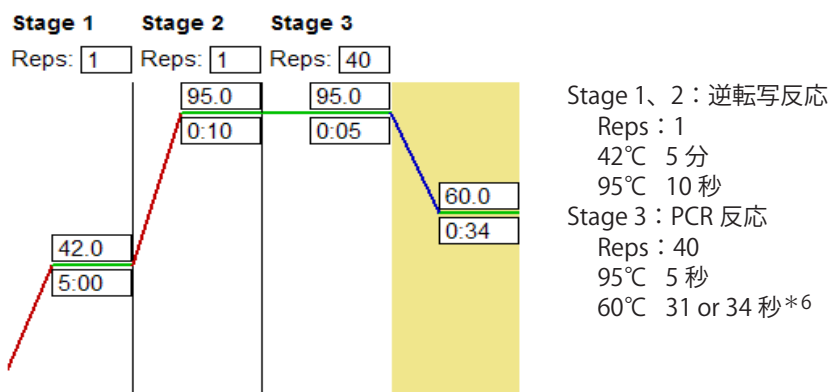 Stage 1 Stage 2 Stage 3
Reps: 1 Reps: 1 Reps: 40
95.0 95.0
0:10 0:05
60.0
0:34
42.0
5:00
Stage 1、2：逆転写反応
Reps：1
42℃ 5 分
95℃ 10 秒
Stage 3：PCR 反応
Reps：40
95℃ 5 秒
60℃ 31 or 34 秒＊6